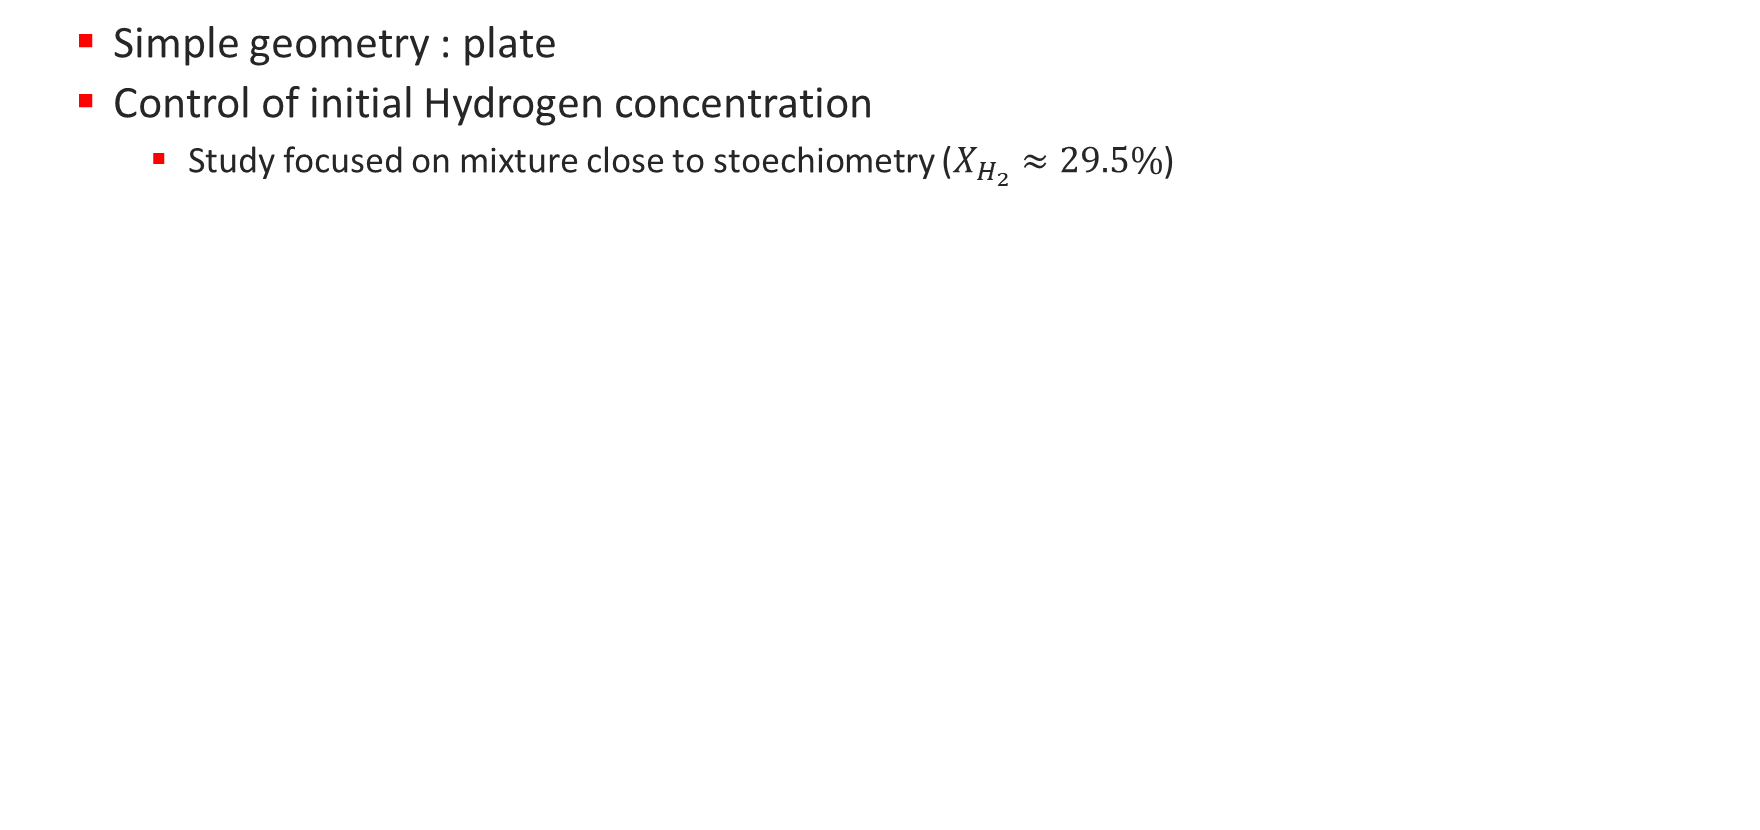 ▪ Simple geometry : plate
▪ Control of initial Hydrogen concentration
▪ Study focused on mixture close to stoechiometry ($X_{H_2} \approx 29.5\%$)